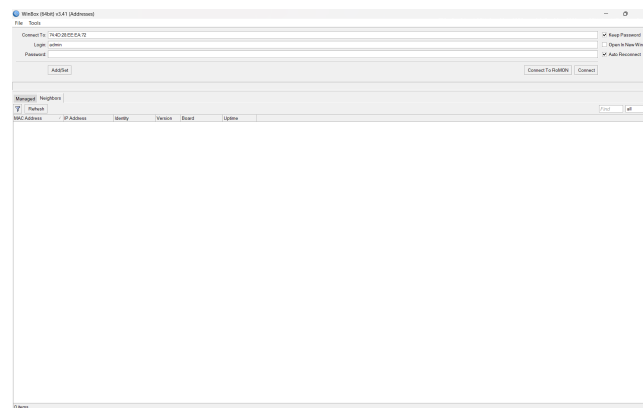 WinBox (64bit) v3.41 (Addresses)
File Tools
Connect To: 74:4D:28:EE:EA:72
Keep Password
Login: admin
Open In New Win
Password:
Auto Reconnect
Add/Set
Connect To RoMON Connect
Managed Neighbors
Refresh
Find all
MAC Address IP Address Identity Version Board Uptime
0 items